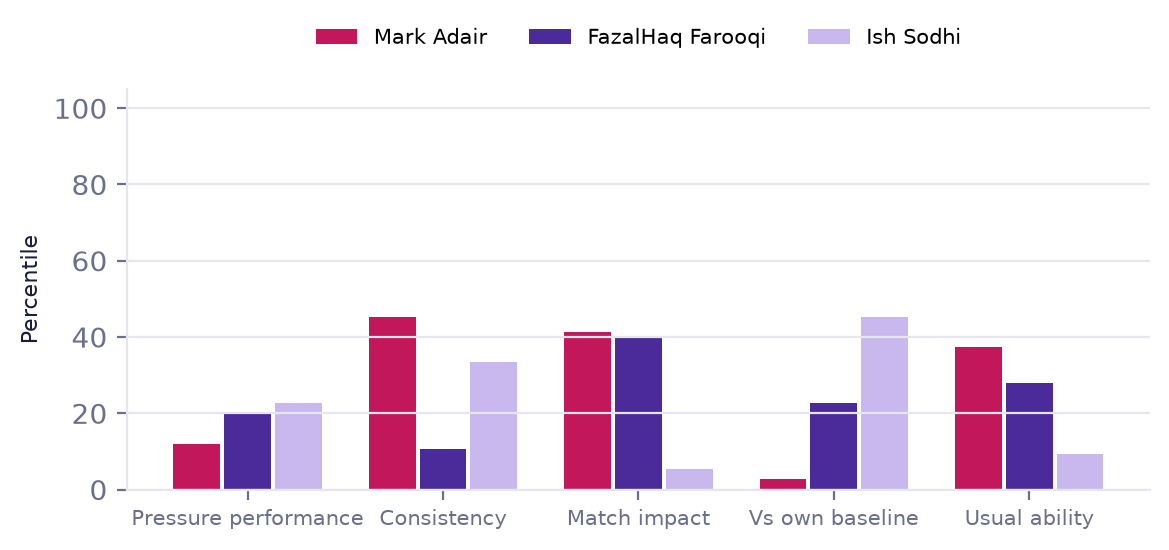 Mark Adair FazalHaq Farooqi Ish Sodhi
100
80
60
40
20
0
Percentile
Pressure performance Consistency Match impact Vs own baseline Usual ability